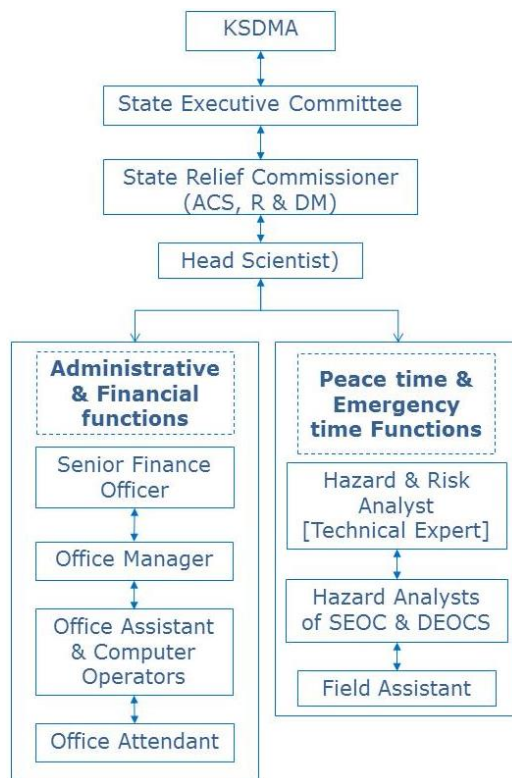 KSDMA
State Executive Committee
State Relief Commissioner
(ACS, R & DM)
Head Scientist)
Administrative
& Financial
functions
Senior Finance
Officer
Office Manager
Office Assistant
& Computer
Operators
Office Attendant
Peace time &
Emergency
time Functions
Hazard & Risk
Analyst
[Technical Expert]
Hazard Analysts
of SEOC & DEOCS
Field Assistant